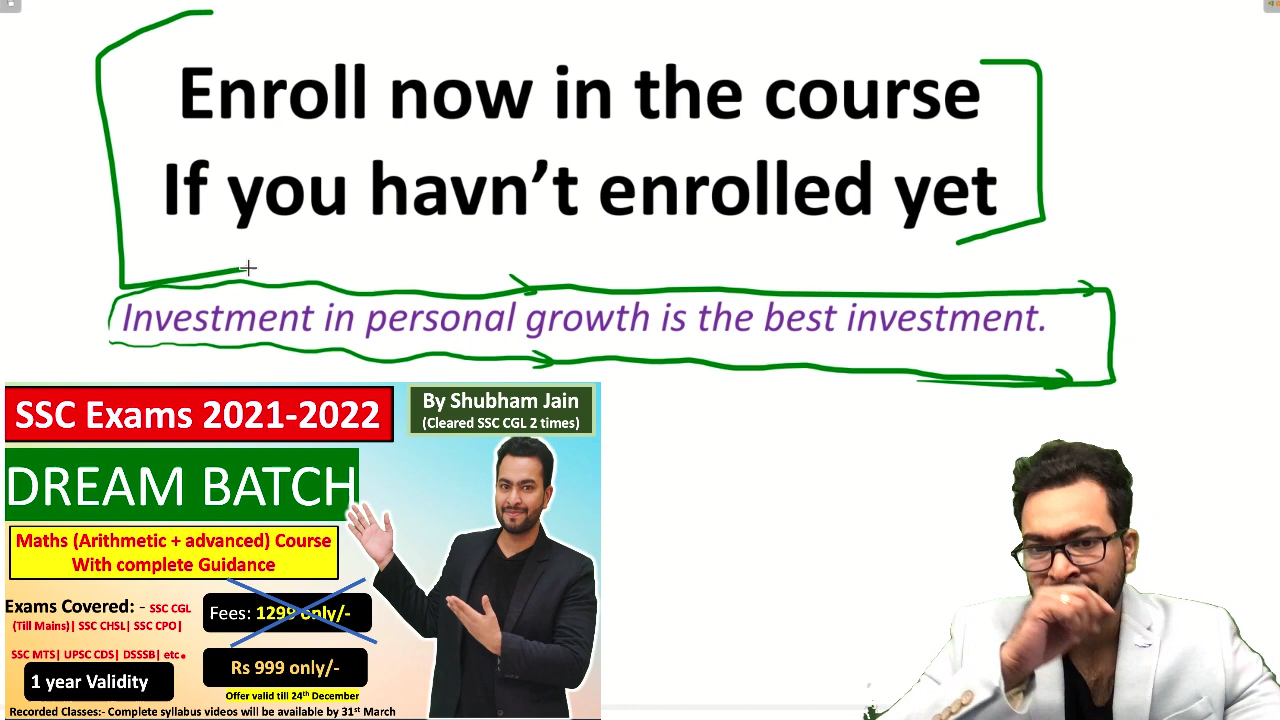 Enroll now in the course
If you havn’t enrolled yet
Investment in personal growth is the best investment.
SSC Exams 2021-2022
By Shubham Jain
(Cleared SSC CGL 2 times)
DREAM BATCH
Maths (Arithmetic + advanced) Course
With complete Guidance
Exams Covered: - SSC CGL
(Till Mains)| SSC CHSL| SSC CPO|
SSC MTS| UPSC CDS| DSSSB| etc.
Fees: 1299 only/-
Rs 999 only/-
1 year Validity
Offer valid till 24th December
Recorded Classes:- Complete syllabus videos will be available by 31st March